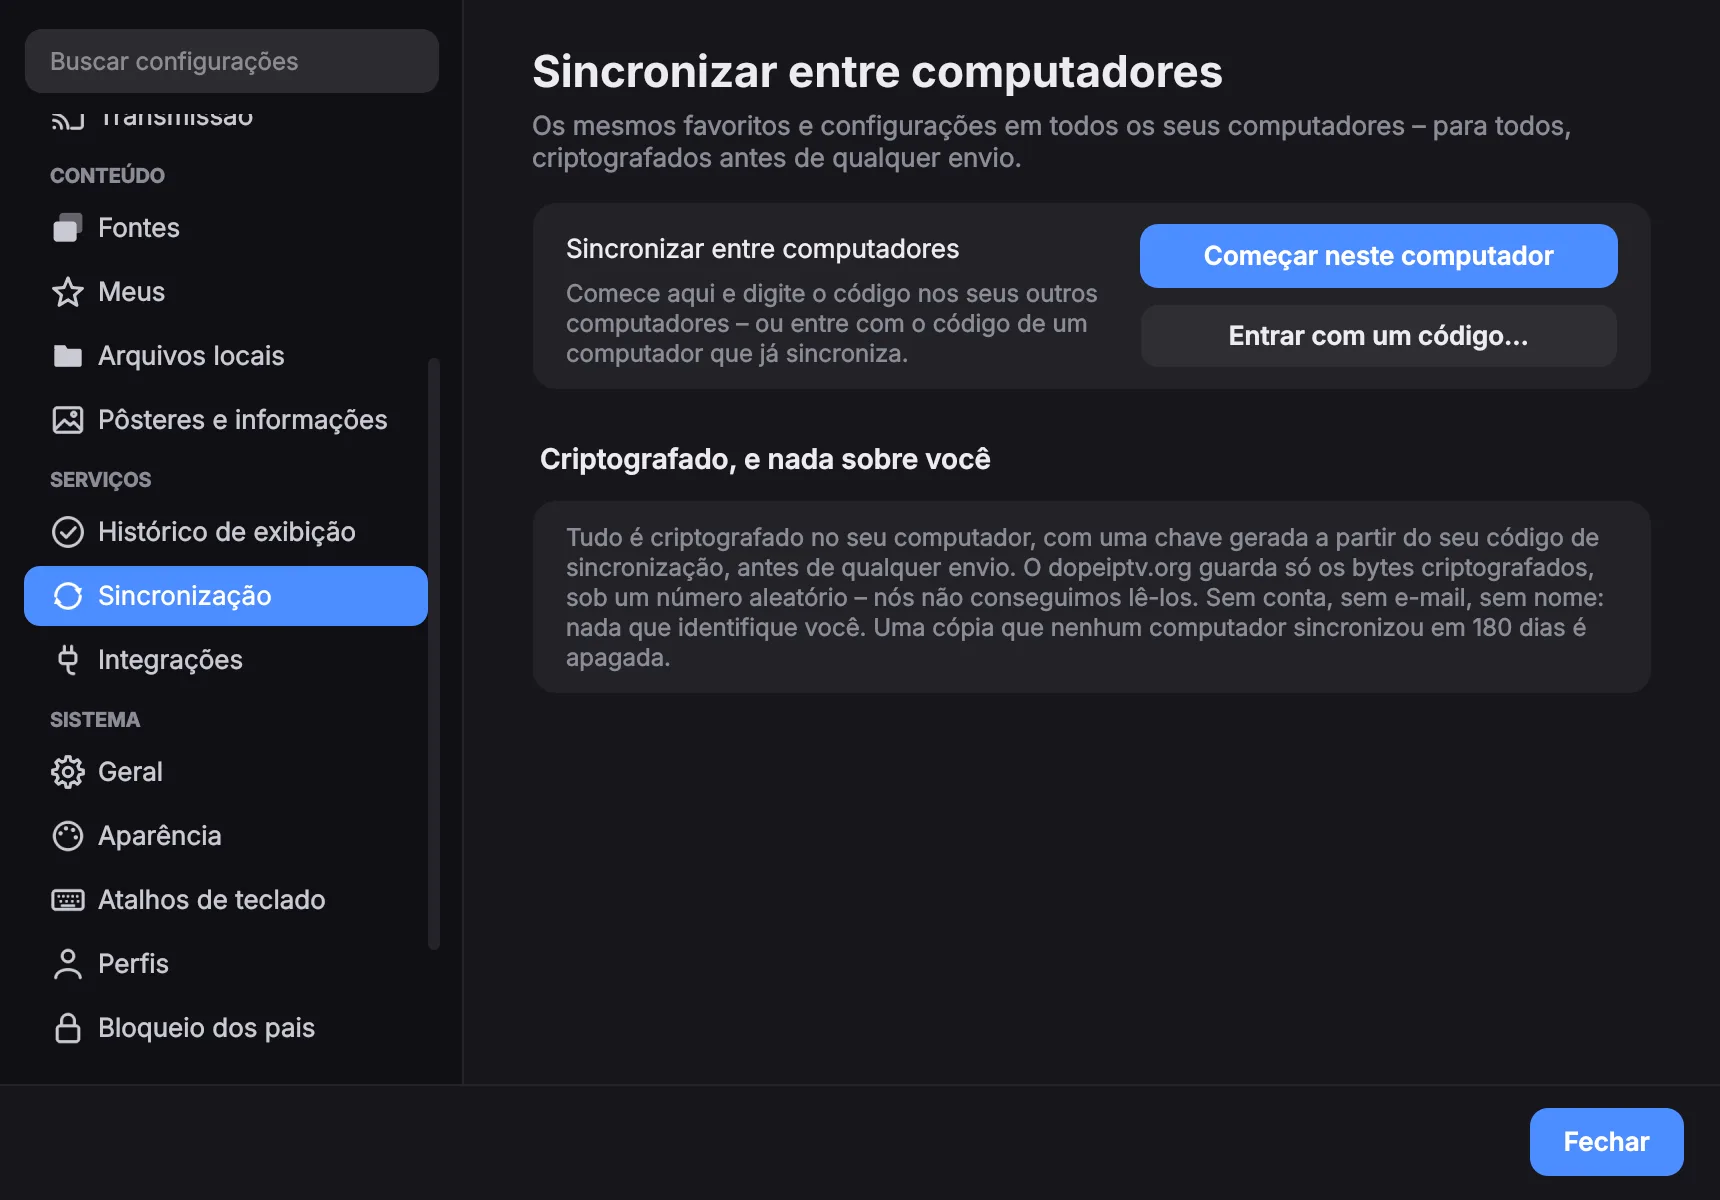 Buscar configurações
Transmissão
CONTEÚDO
Fontes
Meus
Arquivos locais
Pôsteres e informações
SERVIÇOS
Histórico de exibição
Sincronização
Integrações
SISTEMA
Geral
Aparência
Atalhos de teclado
Perfis
Bloqueio dos pais
Sincronizar entre computadores
Os mesmos favoritos e configurações em todos os seus computadores – para todos,
criptografados antes de qualquer envio.
Sincronizar entre computadores
Comece aqui e digite o código nos seus outros
computadores – ou entre com o código de um
computador que já sincroniza.
Começar neste computador
Entrar com um código...
Criptografado, e nada sobre você
Tudo é criptografado no seu computador, com uma chave gerada a partir do seu código de
sincronização, antes de qualquer envio. O dopeiptv.org guarda só os bytes criptografados,
sob um número aleatório – nós não conseguimos lê-los. Sem conta, sem e-mail, sem nome:
nada que identifique você. Uma cópia que nenhum computador sincronizou em 180 dias é
apagada.
Fechar